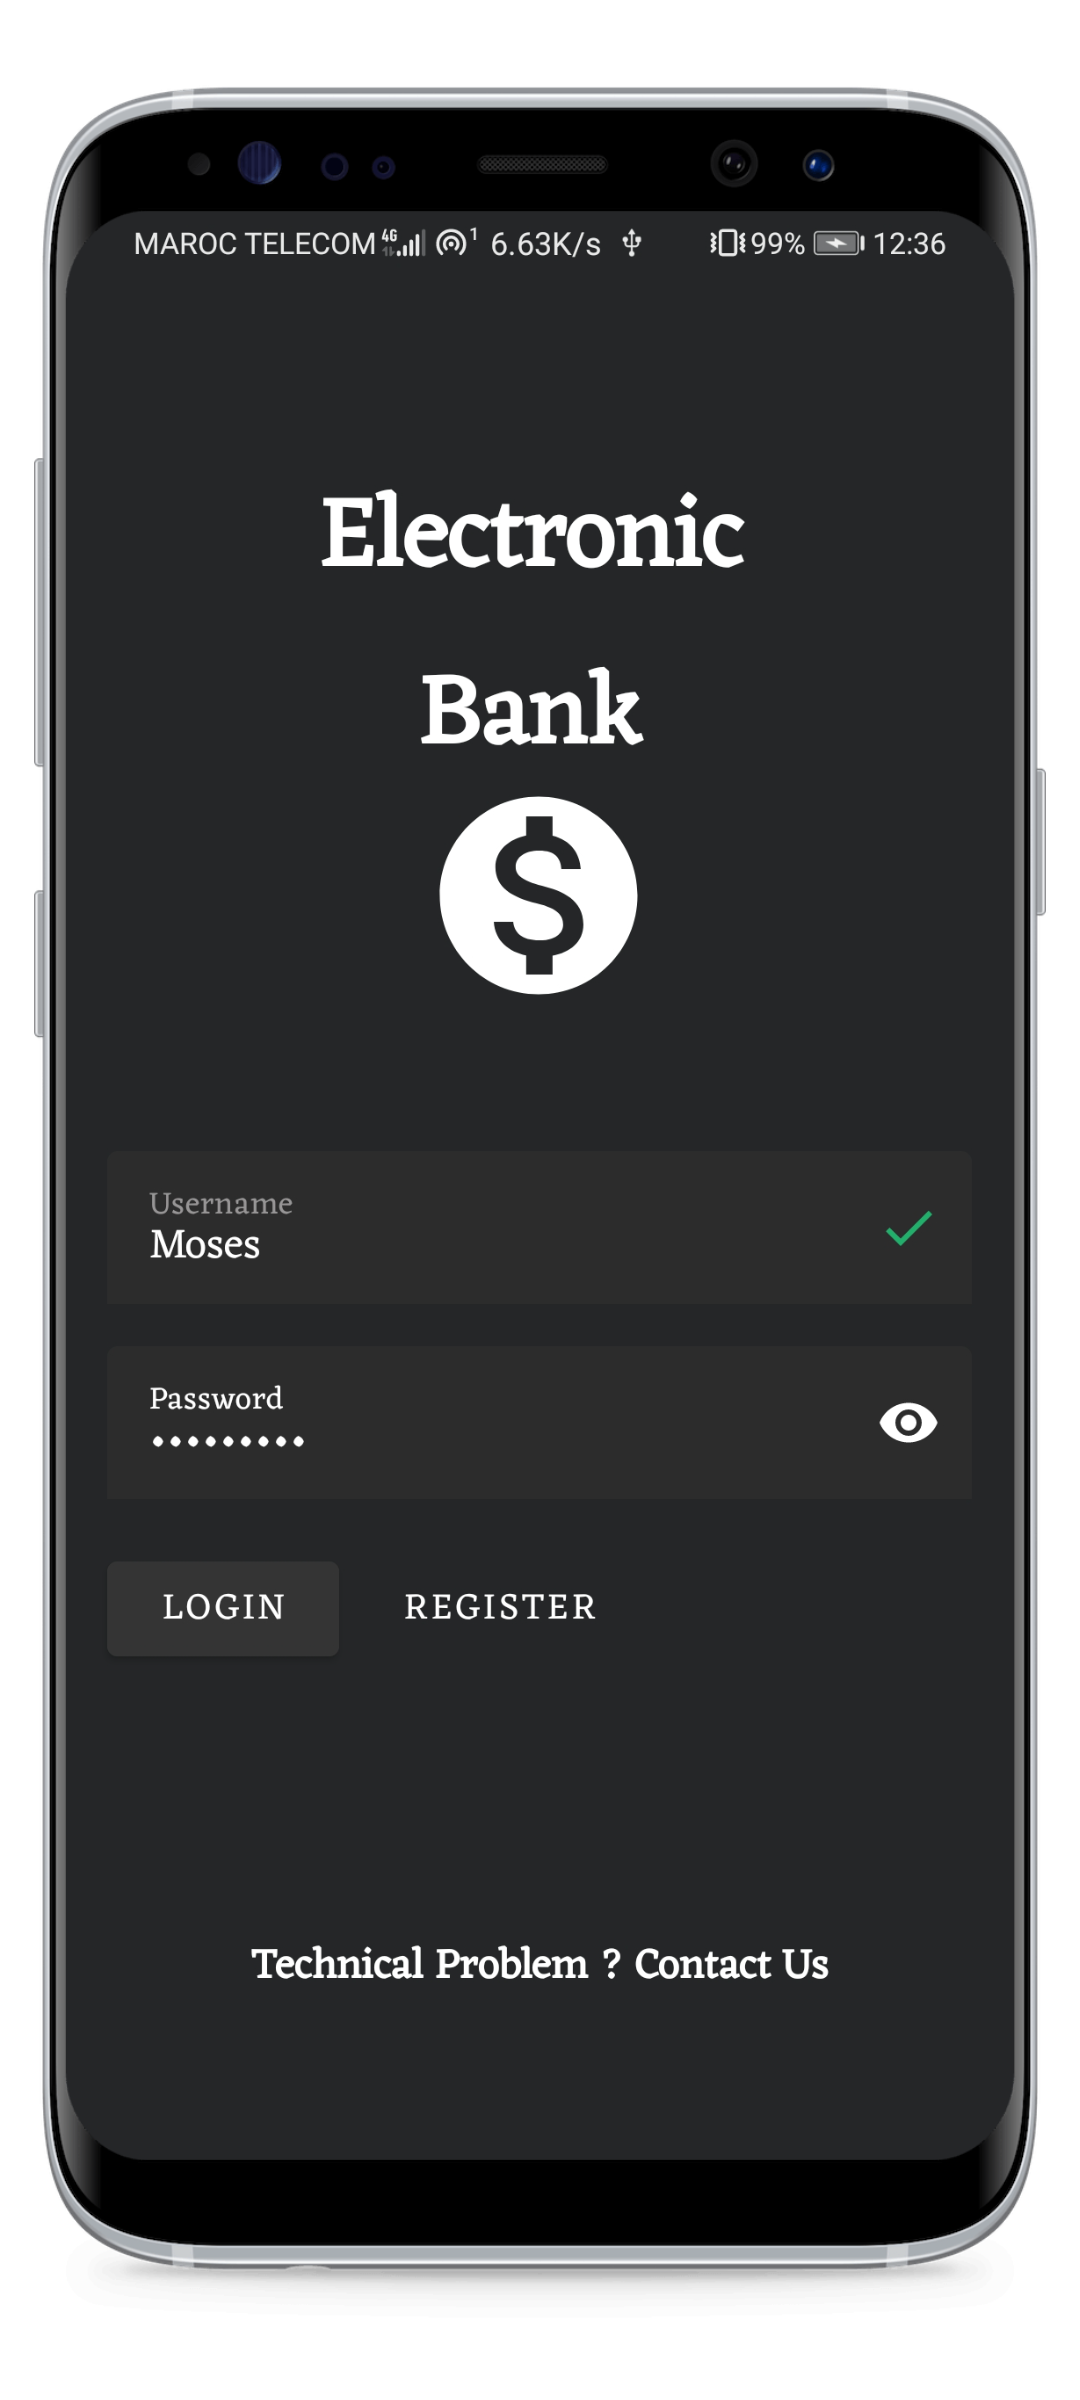 MAROC TELECOM 4G 1 6.63K/s 99% 12:36
Electronic
Bank
$
Username
Moses
Password
•••••••••
LOGIN REGISTER
Technical Problem ? Contact Us